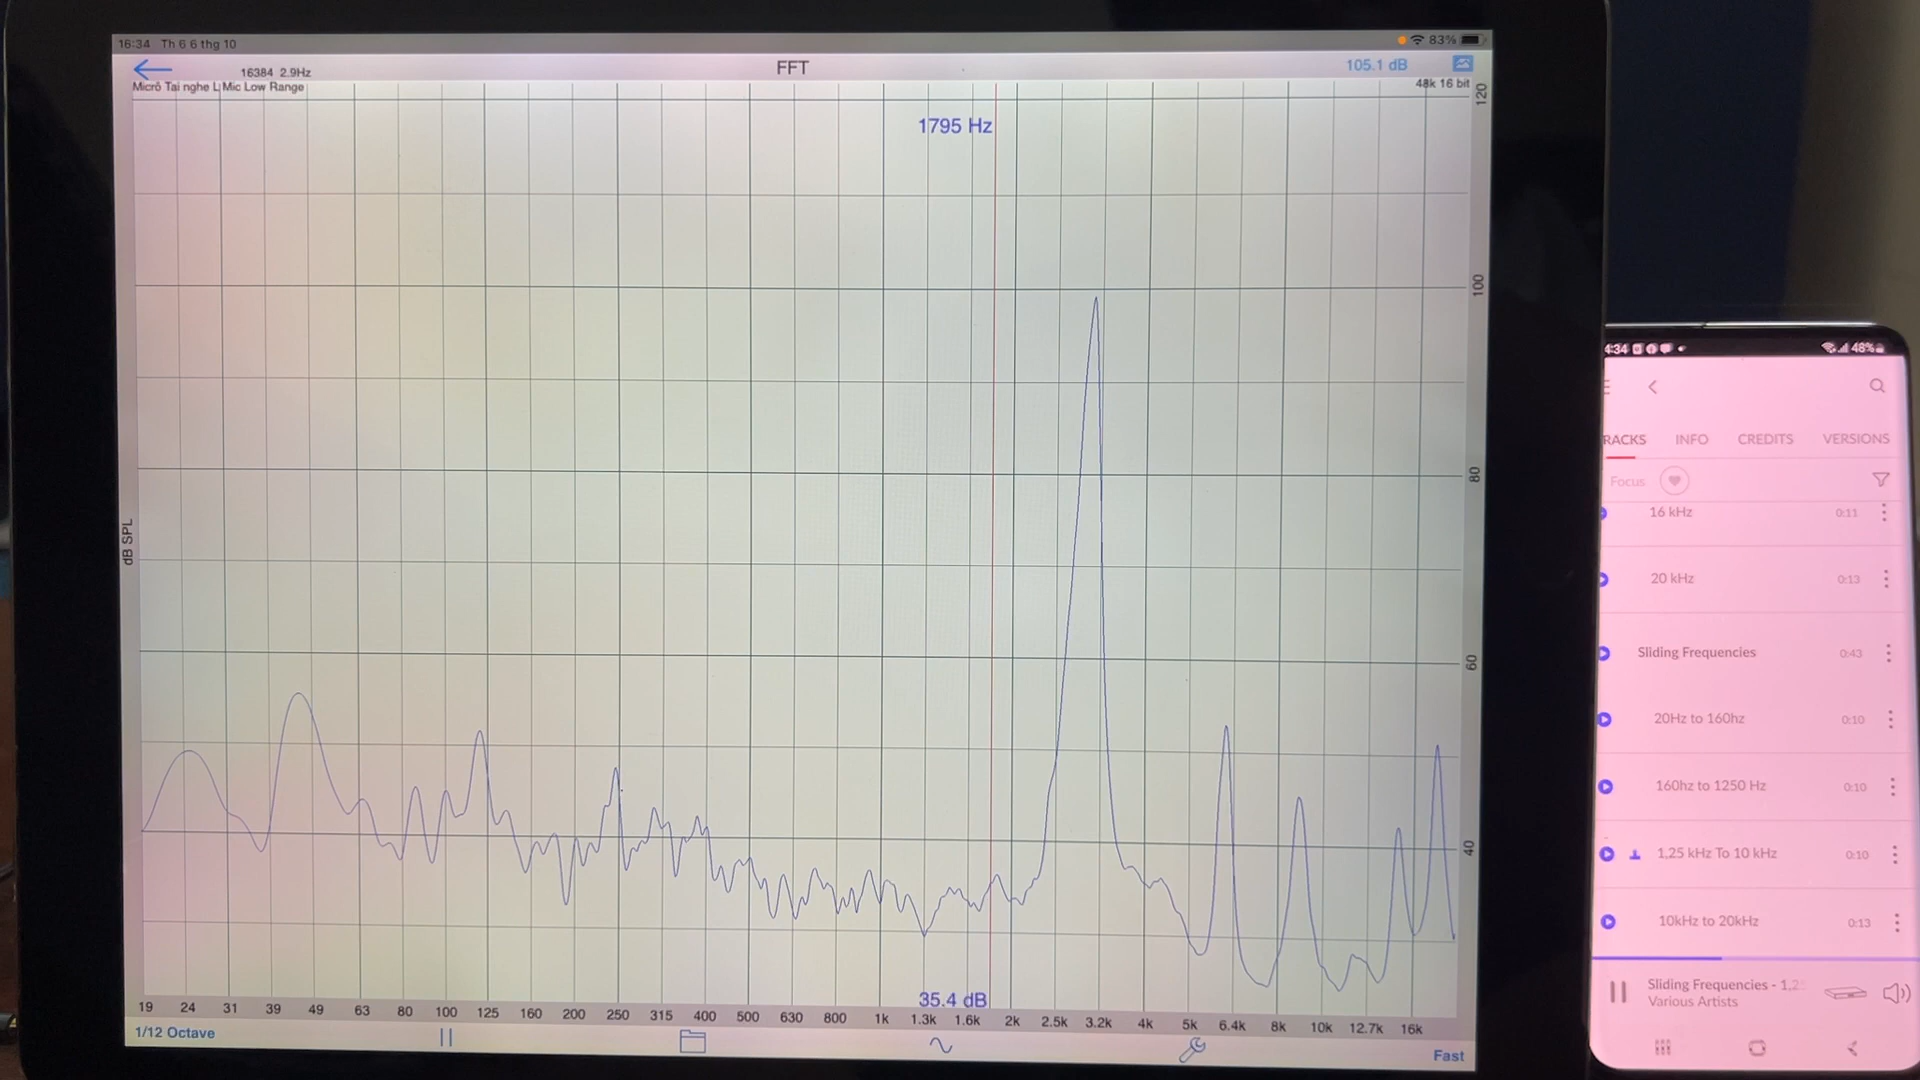 16:34 Th 6 6 thg 10
83%
16384 2.9Hz
FFT
105.1 dB
Micrô Tai nghe L Mic Low Range
48k 16 bit
1795 Hz
120
100
80
60
40
dB SPL
35.4 dB
19 24 31 39 49 63 80 100 125 160 200 250 315 400 500 630 800 1k 1.3k 1.6k 2k 2.5k 3.2k 4k 5k 6.4k 8k 10k 12.7k 16k
1/12 Octave
Fast
4:34
48%
RACKS INFO CREDITS VERSIONS
Focus
16 kHz 0:11
20 kHz 0:13
Sliding Frequencies 0:43
20Hz to 160hz 0:10
160hz to 1250 Hz 0:10
1,25 kHz To 10 kHz 0:10
10kHz to 20kHz 0:13
Sliding Frequencies - 1,2
Various Artists